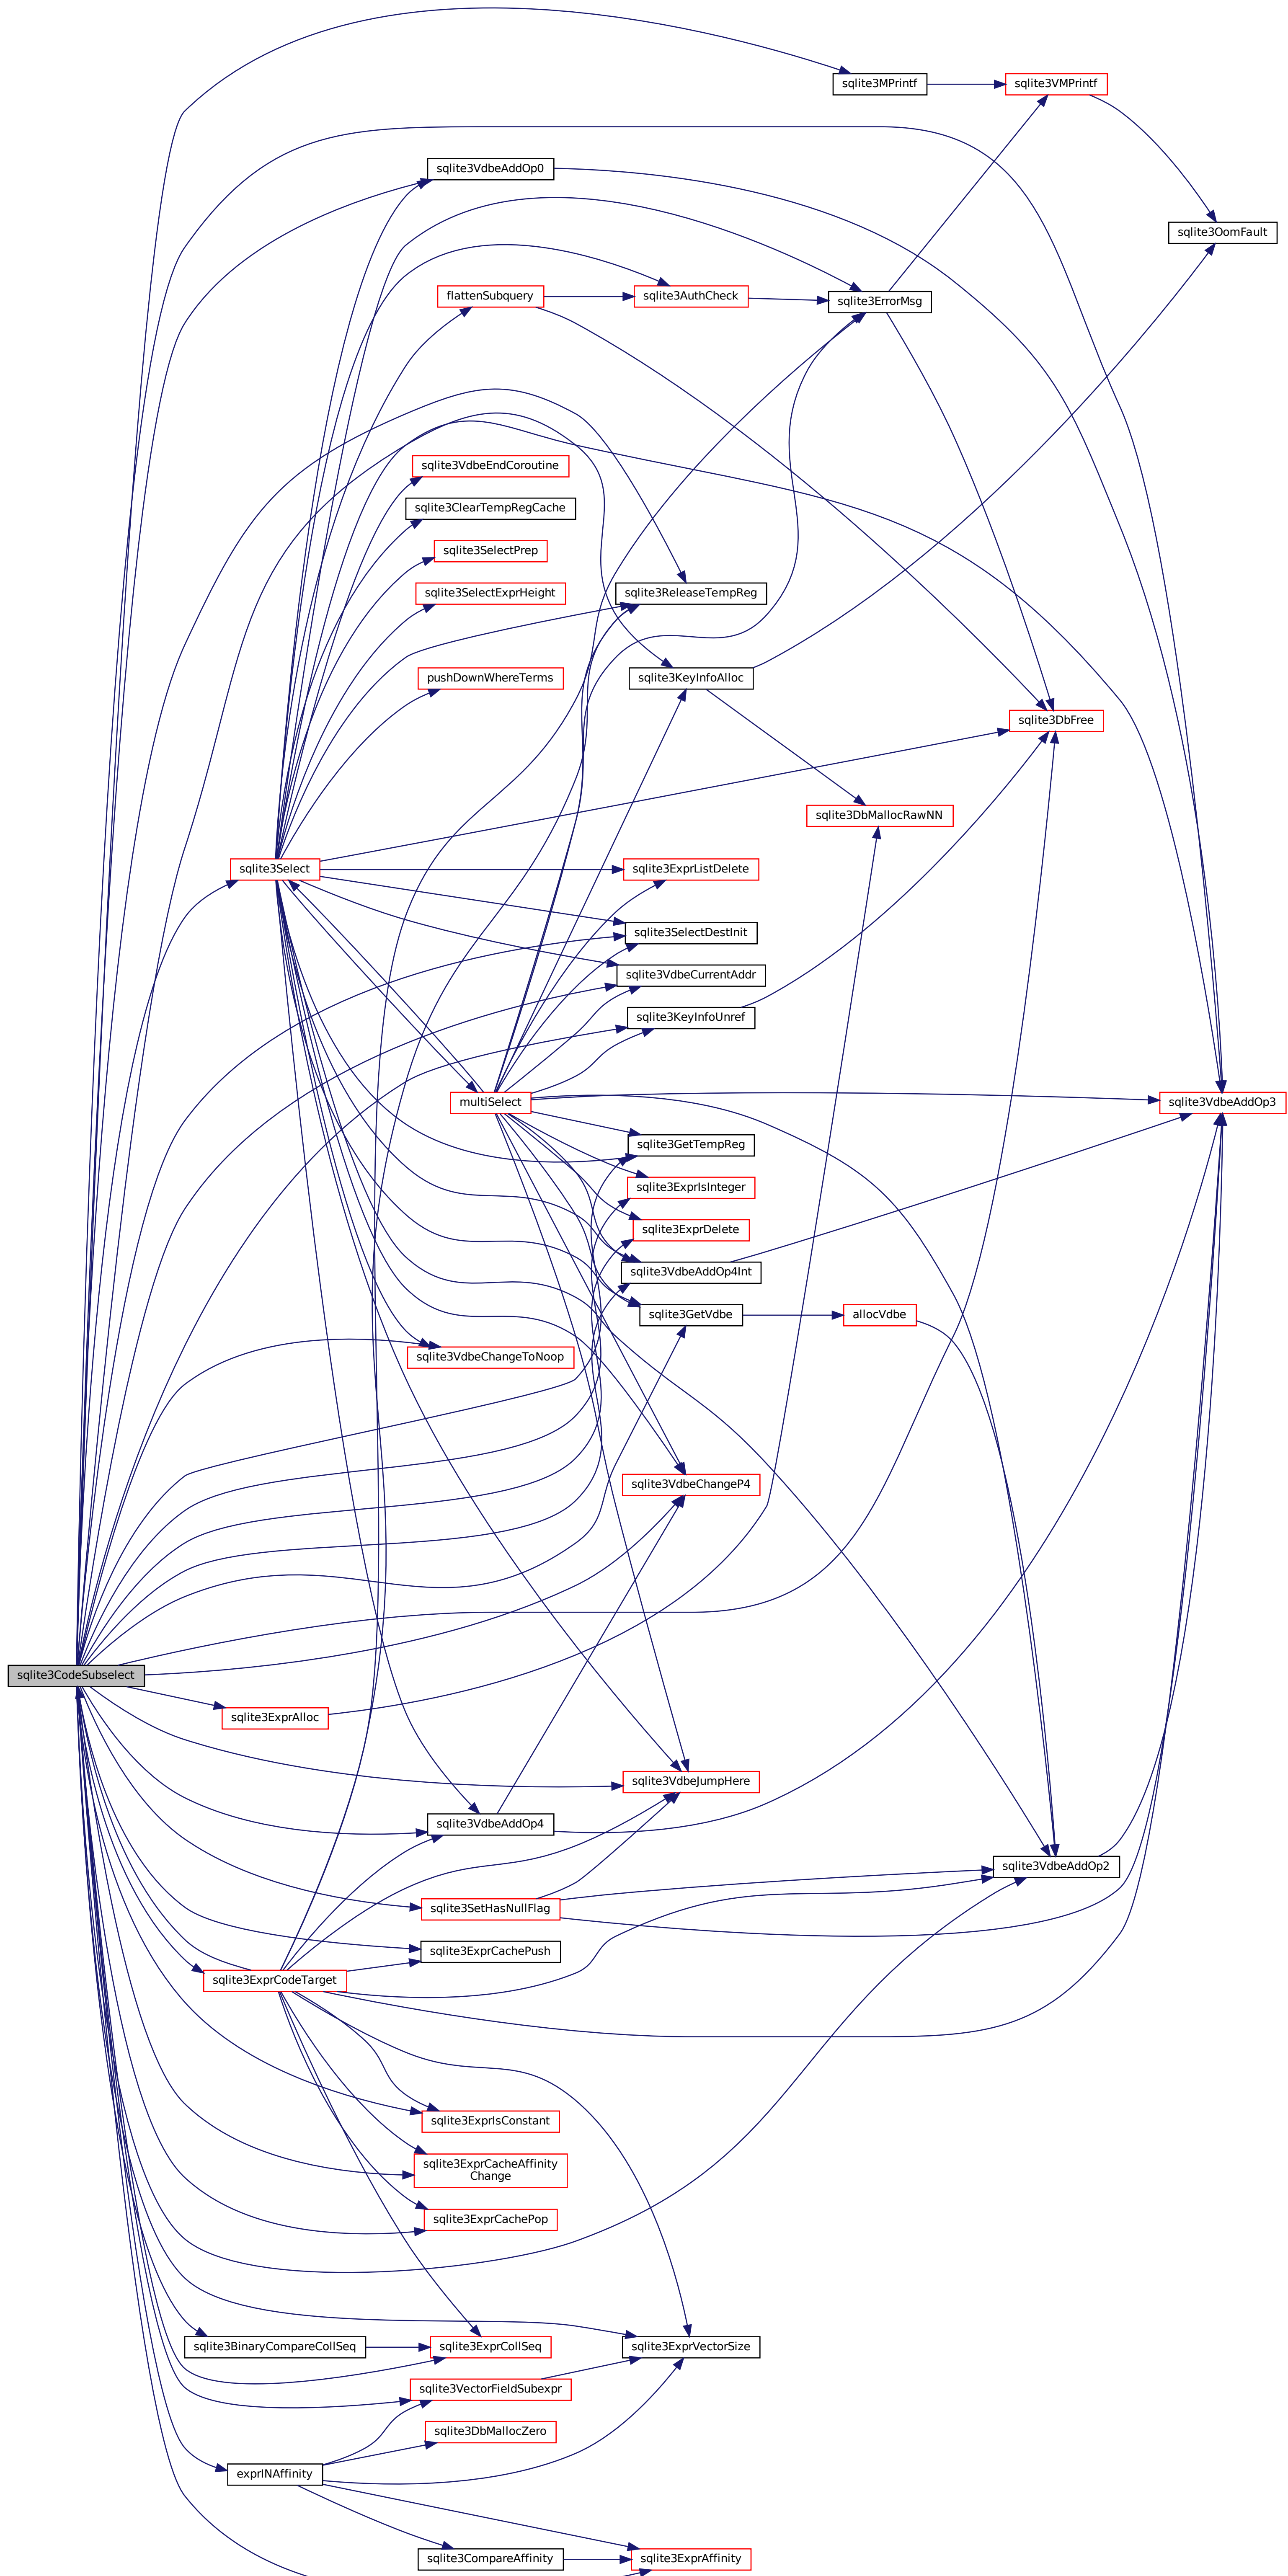 sqlite3MPrintf
sqlite3VMPrintf
sqlite3VdbeAddOp0
sqlite3OomFault
flattenSubquery
sqlite3AuthCheck
sqlite3ErrorMsg
sqlite3VdbeEndCoroutine
sqlite3ClearTempRegCache
sqlite3SelectPrep
sqlite3SelectExprHeight
sqlite3ReleaseTempReg
pushDownWhereTerms
sqlite3KeyInfoAlloc
sqlite3DbFree
sqlite3DbMallocRawNN
sqlite3Select
sqlite3ExprListDelete
sqlite3SelectDestInit
sqlite3VdbeCurrentAddr
sqlite3KeyInfoUnref
multiSelect
sqlite3VdbeAddOp3
sqlite3GetTempReg
sqlite3ExprIsInteger
sqlite3ExprDelete
sqlite3VdbeAddOp4Int
sqlite3GetVdbe
allocVdbe
sqlite3VdbeChangeToNoop
sqlite3VdbeChangeP4
sqlite3CodeSubselect
sqlite3ExprAlloc
sqlite3VdbeJumpHere
sqlite3VdbeAddOp4
sqlite3VdbeAddOp2
sqlite3SetHasNullFlag
sqlite3ExprCachePush
sqlite3ExprCodeTarget
sqlite3ExprIsConstant
sqlite3ExprCacheAffinity
Change
sqlite3ExprCachePop
sqlite3BinaryCompareCollSeq
sqlite3ExprCollSeq
sqlite3ExprVectorSize
sqlite3VectorFieldSubexpr
sqlite3DbMallocZero
exprINAffinity
sqlite3CompareAffinity
sqlite3ExprAffinity